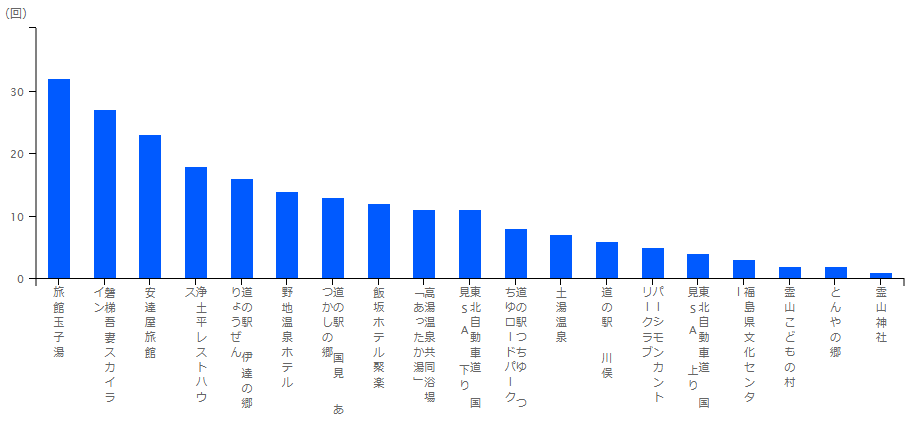 （回）
30
20
10
0
旅館玉子湯
磐梯吾妻スカイラ
イン
安達屋旅館
浄土平レストハウ
ス
道の駅 伊達の郷
りょうぜん
野地温泉ホテル
道の駅 国見 あ
つかしの郷
飯坂ホテル聚楽
高湯温泉共同浴場
「あったか湯」
東北自動車道 国
見SA 下り
道の駅つちゆ つ
ちゆロードパーク
土湯温泉
道の駅 川俣
パーシモンカント
リークラブ
東北自動車道 国
見SA 上り
福島県文化センタ
ー
霊山こどもの村
とんやの郷
霊山神社